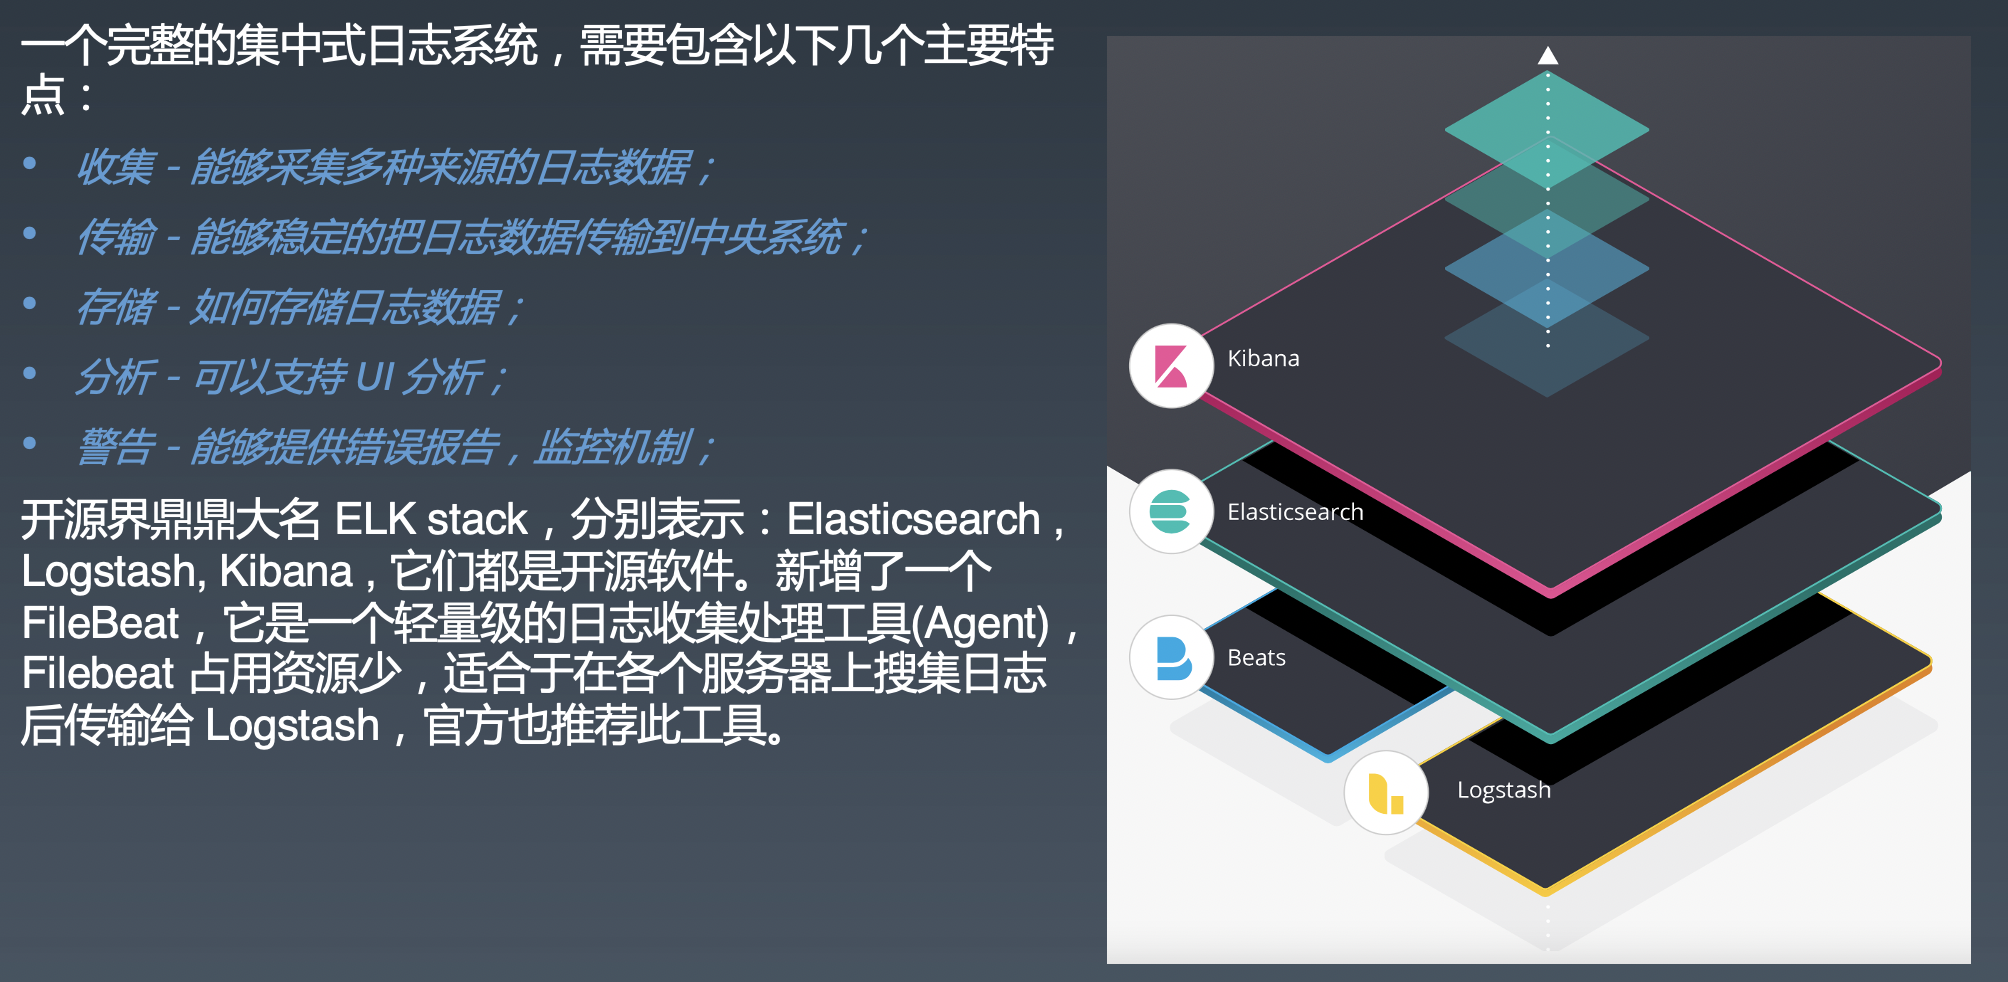 一个完整的集中式日志系统，需要包含以下几个主要特
点：
• 收集 - 能够采集多种来源的日志数据；
• 传输 - 能够稳定的把日志数据传输到中央系统；
• 存储 - 如何存储日志数据；
• 分析 - 可以支持 UI 分析；
• 警告 - 能够提供错误报告，监控机制；
开源界鼎鼎大名 ELK stack，分别表示：Elasticsearch ,
Logstash, Kibana , 它们都是开源软件。新增了一个
FileBeat，它是一个轻量级的日志收集处理工具(Agent)，
Filebeat 占用资源少，适合于在各个服务器上搜集日志
后传输给 Logstash，官方也推荐此工具。
Kibana
Elasticsearch
Beats
Logstash